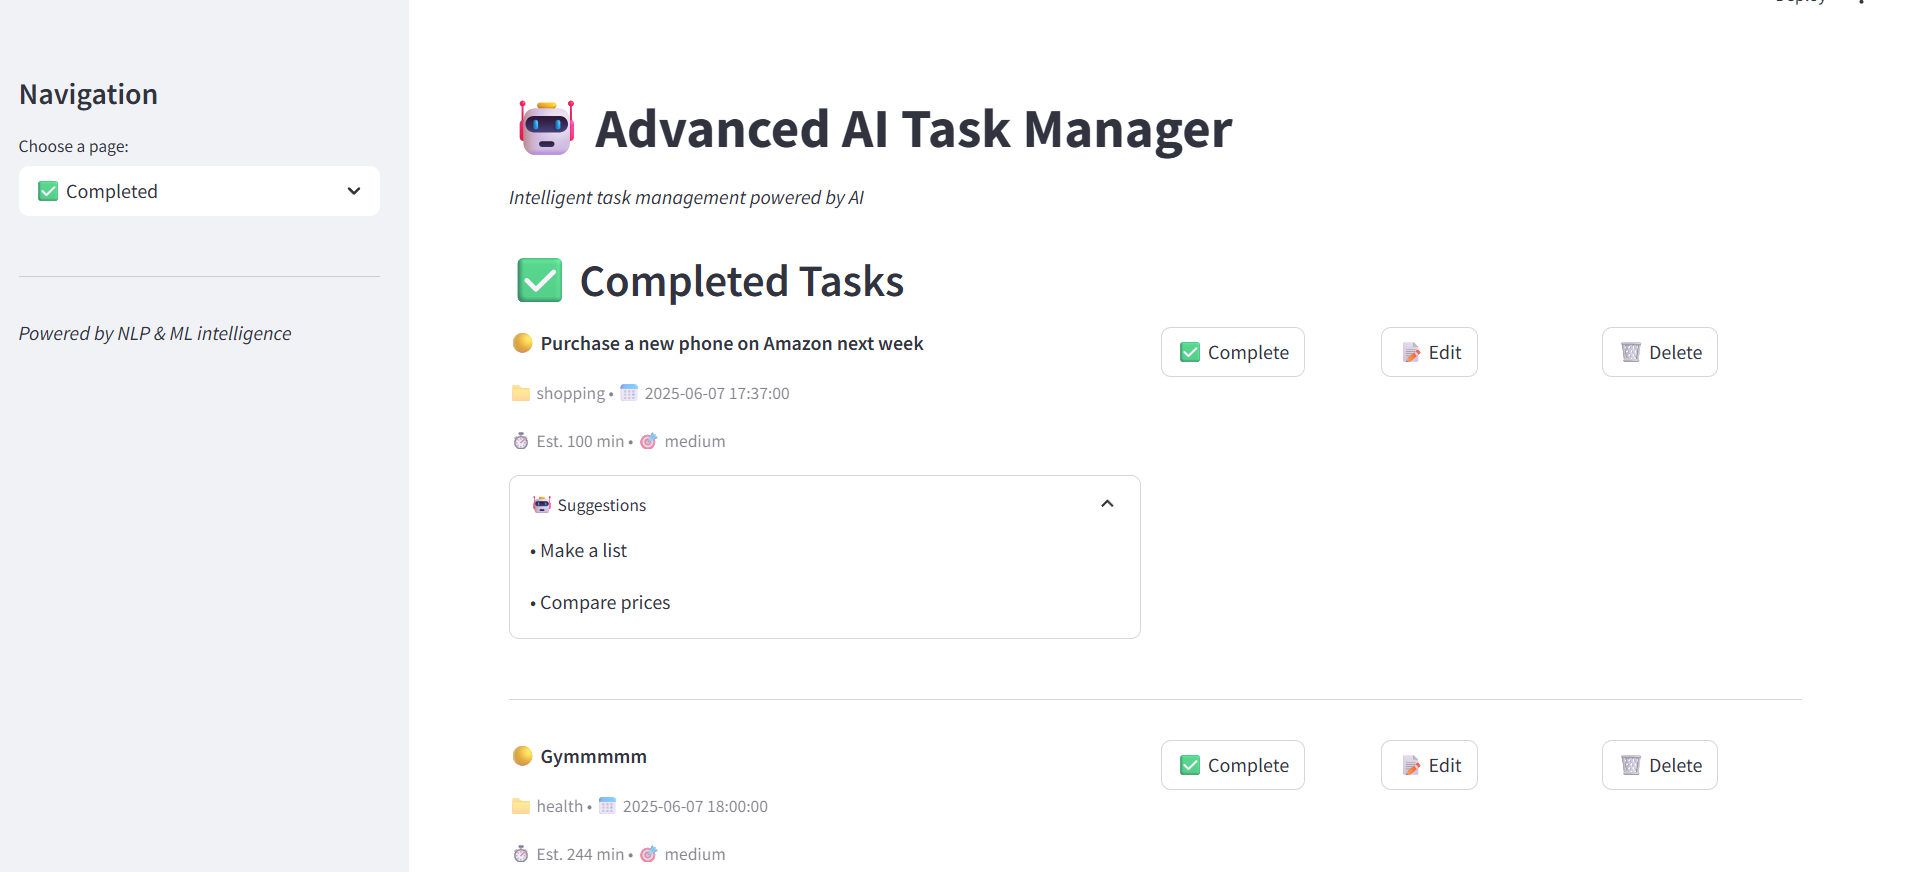 Deploy
Navigation
Choose a page:
Completed
Powered by NLP & ML intelligence
Advanced AI Task Manager
Intelligent task management powered by AI
Completed Tasks
Purchase a new phone on Amazon next week
Complete
Edit
Delete
shopping • 2025-06-07 17:37:00
Est. 100 min • medium
Suggestions
• Make a list
• Compare prices
Gymmmmm
Complete
Edit
Delete
health • 2025-06-07 18:00:00
Est. 244 min • medium